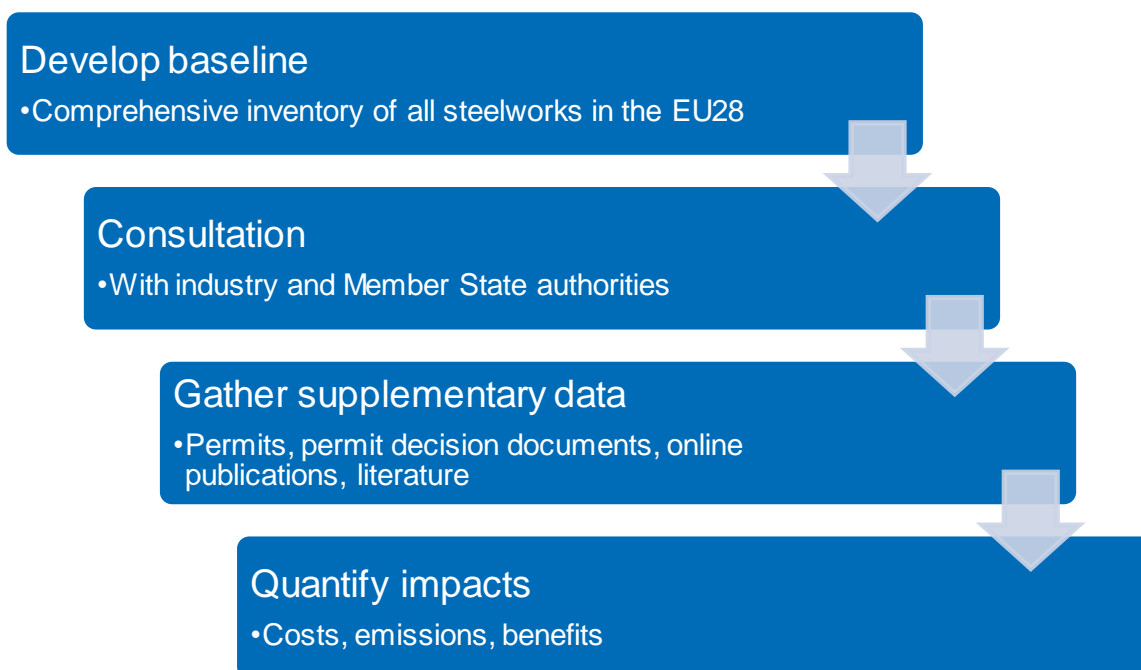 Develop baseline
•Comprehensive inventory of all steelworks in the EU28
Consultation
•With industry and Member State authorities
Gather supplementary data
•Permits, permit decision documents, online
publications, literature
Quantify impacts
•Costs, emissions, benefits